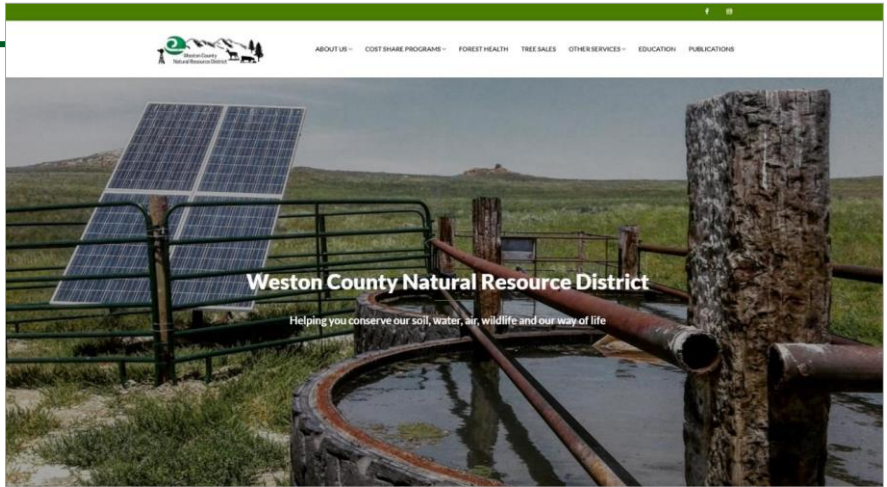 Weston County
Natural Resource District
ABOUT US
COST SHARE PROGRAMS
FOREST HEALTH
TREE SALES
OTHER SERVICES
EDUCATION
PUBLICATIONS
Weston County Natural Resource District
Helping you conserve our soil, water, air, wildlife and our way of life